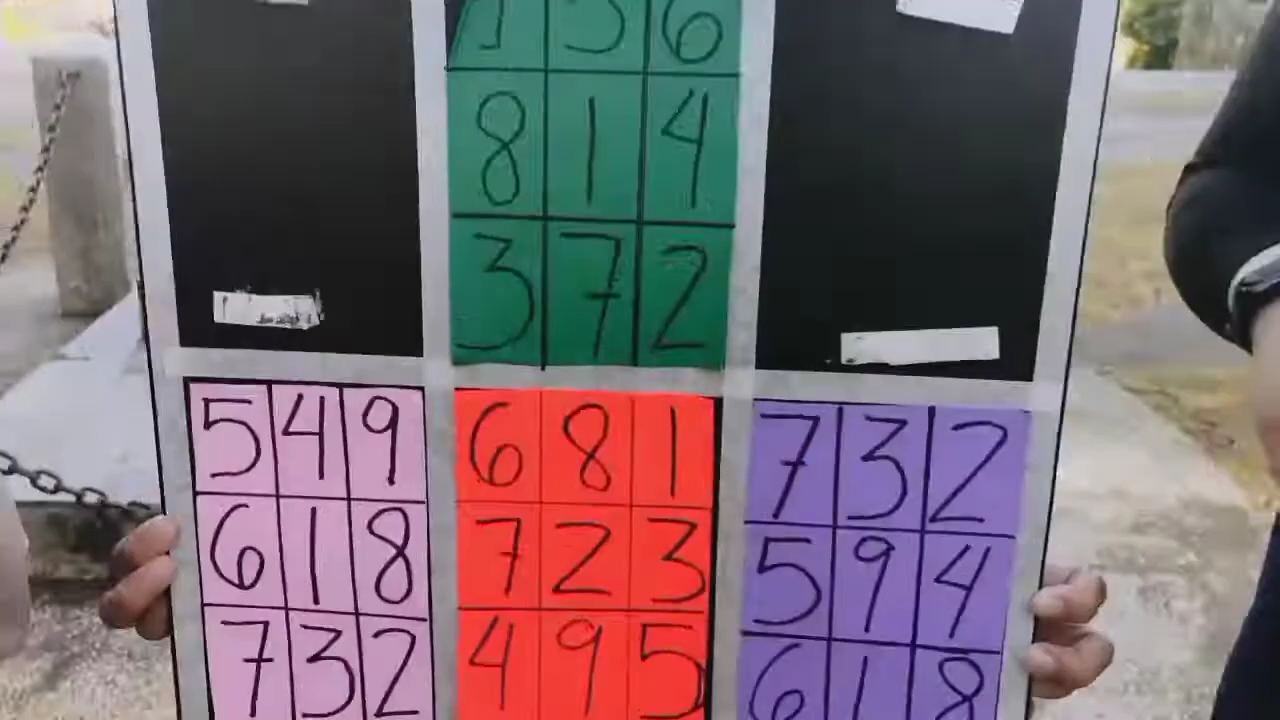 5 6
8 1 4
3 7 2
5 4 9 6 8 1 7 3 2
6 1 8 7 2 3 5 9 4
7 3 2 4 9 5 6 1 8